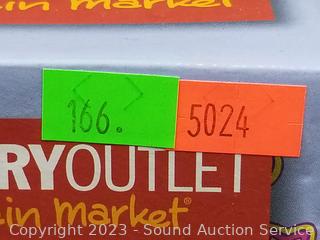 in market
166.
5024
RYOUTLET
in market®
Copyright 2023 - Sound Auction Service